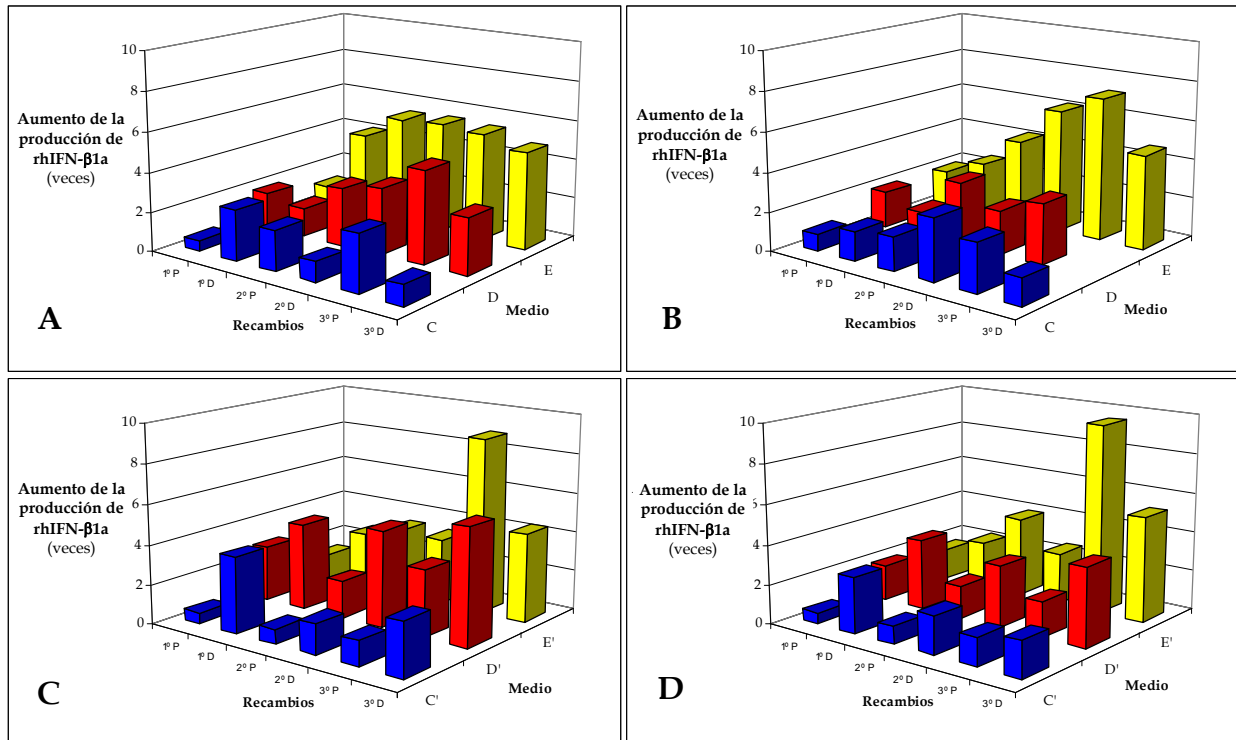 10
8
6
4
2
0
Aumento de la
producción de
rhIFN-β1a
(veces)
1º P
1º D
2º P
2º D
3º P
3º D
Recambios
C
D
E
Medio
A
10
8
6
4
2
0
Aumento de la
producción de
rhIFN-β1a
(veces)
1º P
1º D
2º P
2º D
3º P
3º D
Recambios
C
D
E
Medio
B
10
8
6
4
2
0
Aumento de la
producción de
rhIFN-β1a
(veces)
1º P
1º D
2º P
2º D
3º P
3º D
Recambios
C'
D'
E'
Medio
C
10
8
6
4
2
0
Aumento de la
producción de
rhIFN-β1a
(veces)
1º P
1º D
2º P
2º D
3º P
3º D
Recambios
C'
D'
E'
Medio
D